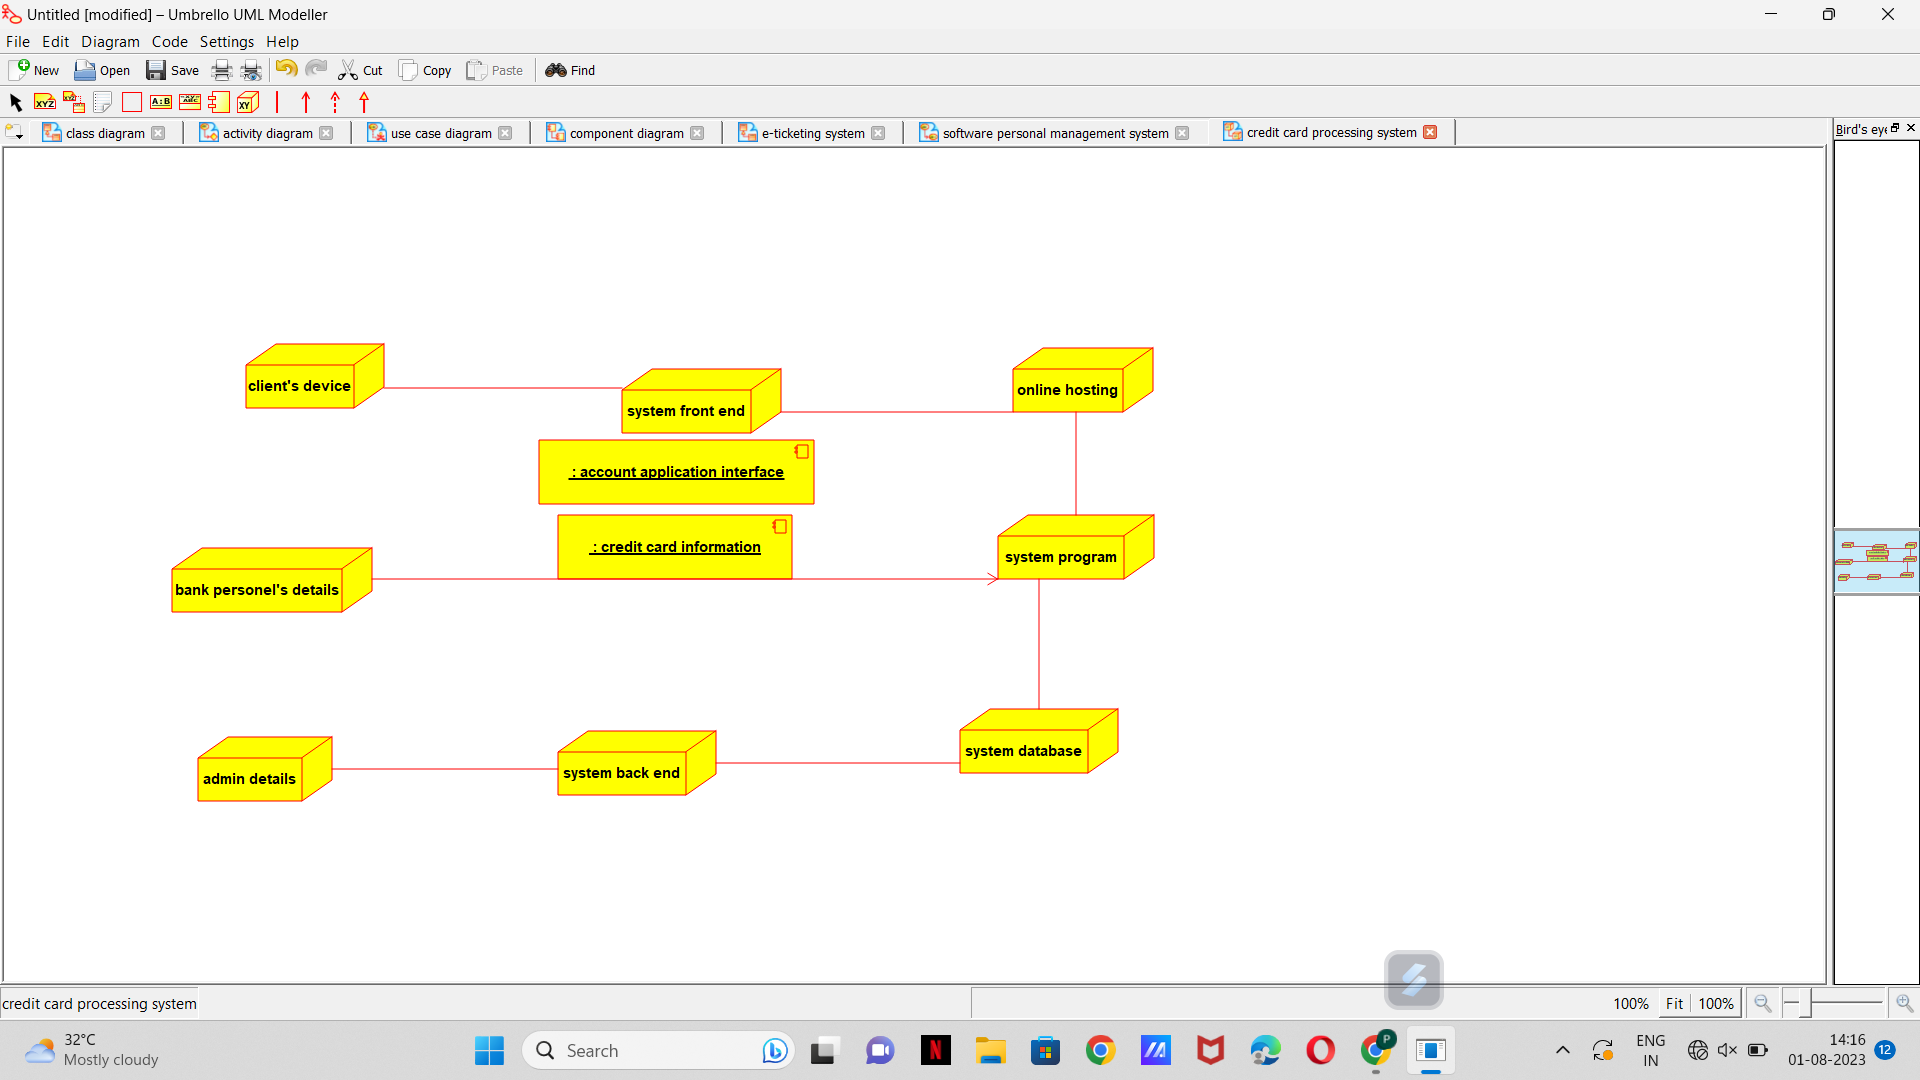 Untitled [modified] – Umbrello UML Modeller
File Edit Diagram Code Settings Help
New Open Save Cut Copy Paste Find
XYZ XYZ A:B ABC XY
class diagram activity diagram use case diagram component diagram e-ticketing system software personal management system credit card processing system
Bird's eye
client's device
online hosting
system front end
: account application interface
: credit card information
system program
bank personel's details
system database
system back end
admin details
credit card processing system
100% Fit 100%
32°C
Mostly cloudy
Search
N
P
ENG
IN
14:16
01-08-2023
12